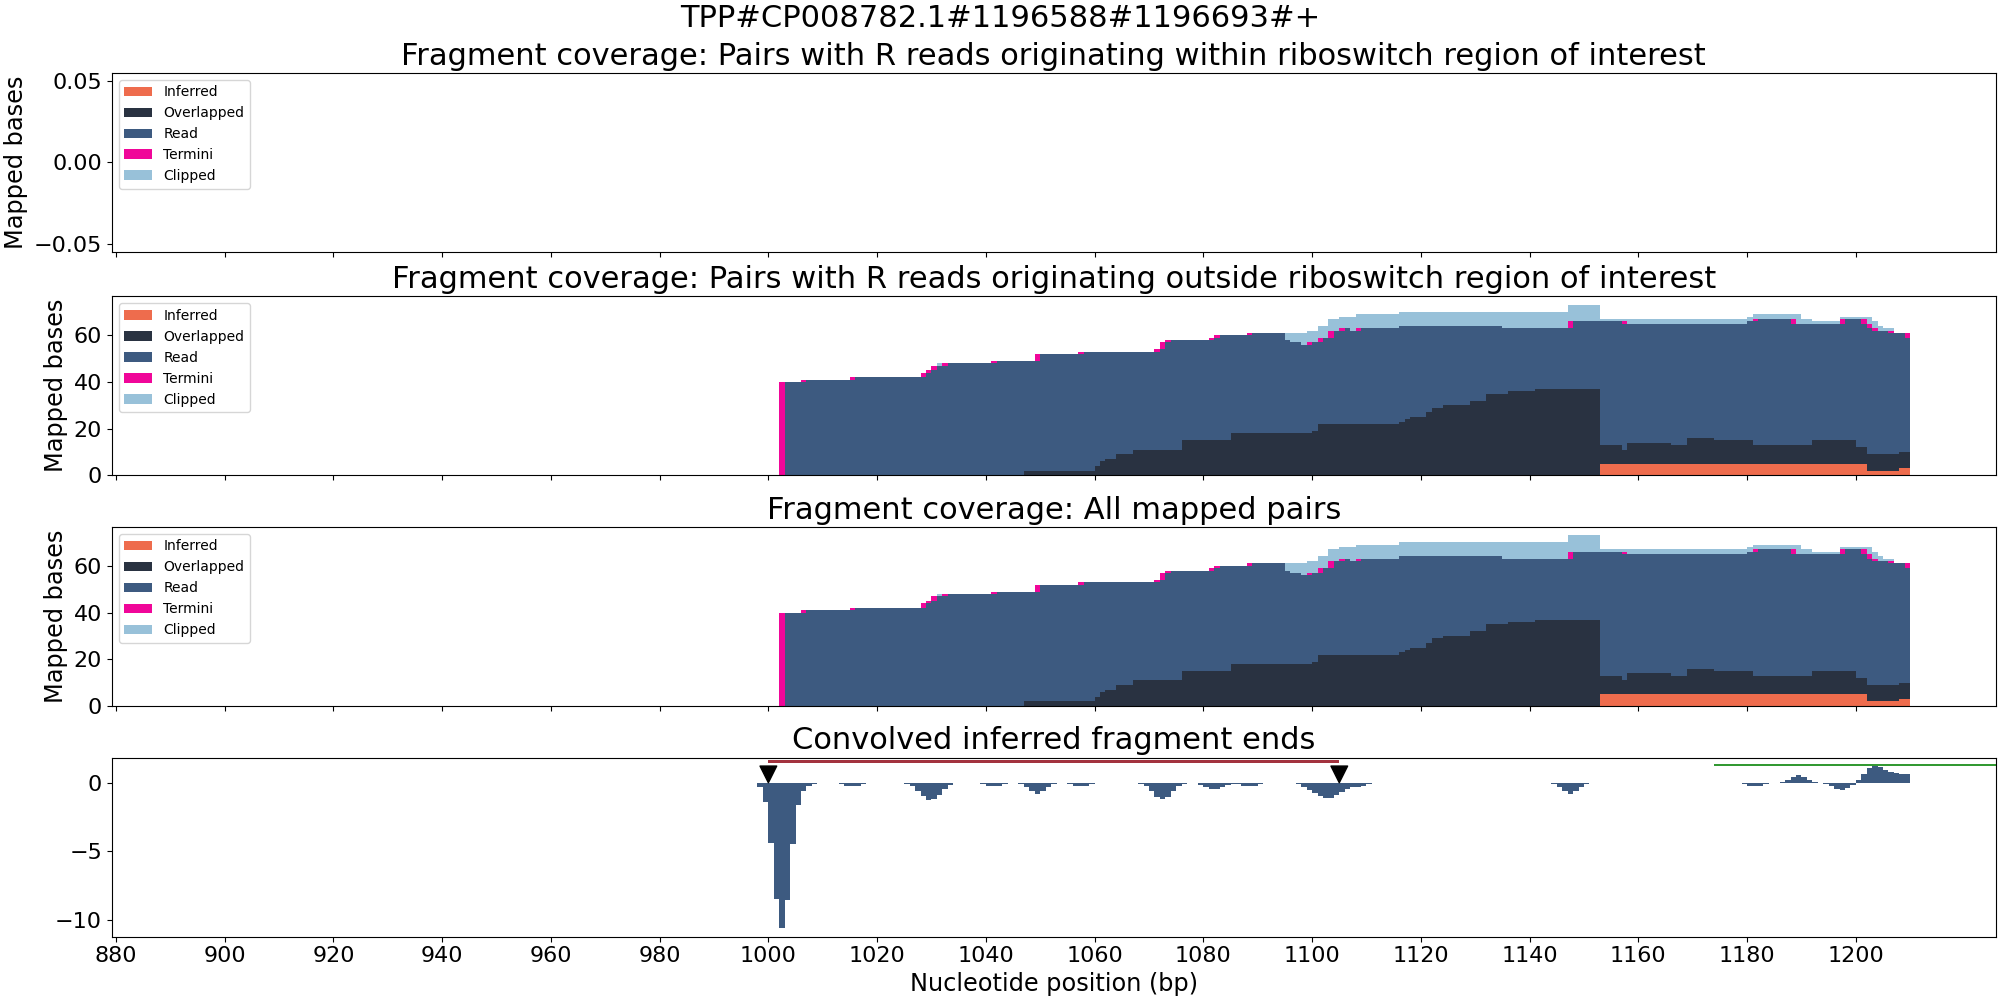 TPP#CP008782.1#1196588#1196693#+
Fragment coverage: Pairs with R reads originating within riboswitch region of interest
Mapped bases
0.05
0.00
−0.05
Inferred
Overlapped
Read
Termini
Clipped
Fragment coverage: Pairs with R reads originating outside riboswitch region of interest
Mapped bases
60
40
20
0
Inferred
Overlapped
Read
Termini
Clipped
Fragment coverage: All mapped pairs
Mapped bases
60
40
20
0
Inferred
Overlapped
Read
Termini
Clipped
Convolved inferred fragment ends
0
−5
−10
880 900 920 940 960 980 1000 1020 1040 1060 1080 1100 1120 1140 1160 1180 1200
Nucleotide position (bp)